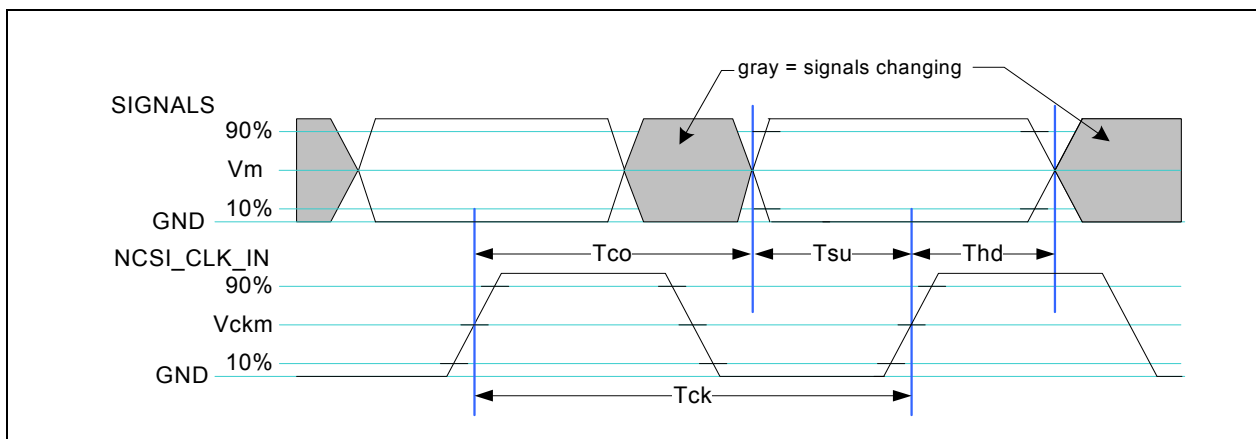 gray = signals changing
SIGNALS
90%
Vm
10%
GND
Tco
Tsu
Thd
NCSI_CLK_IN
90%
Vckm
10%
GND
Tck